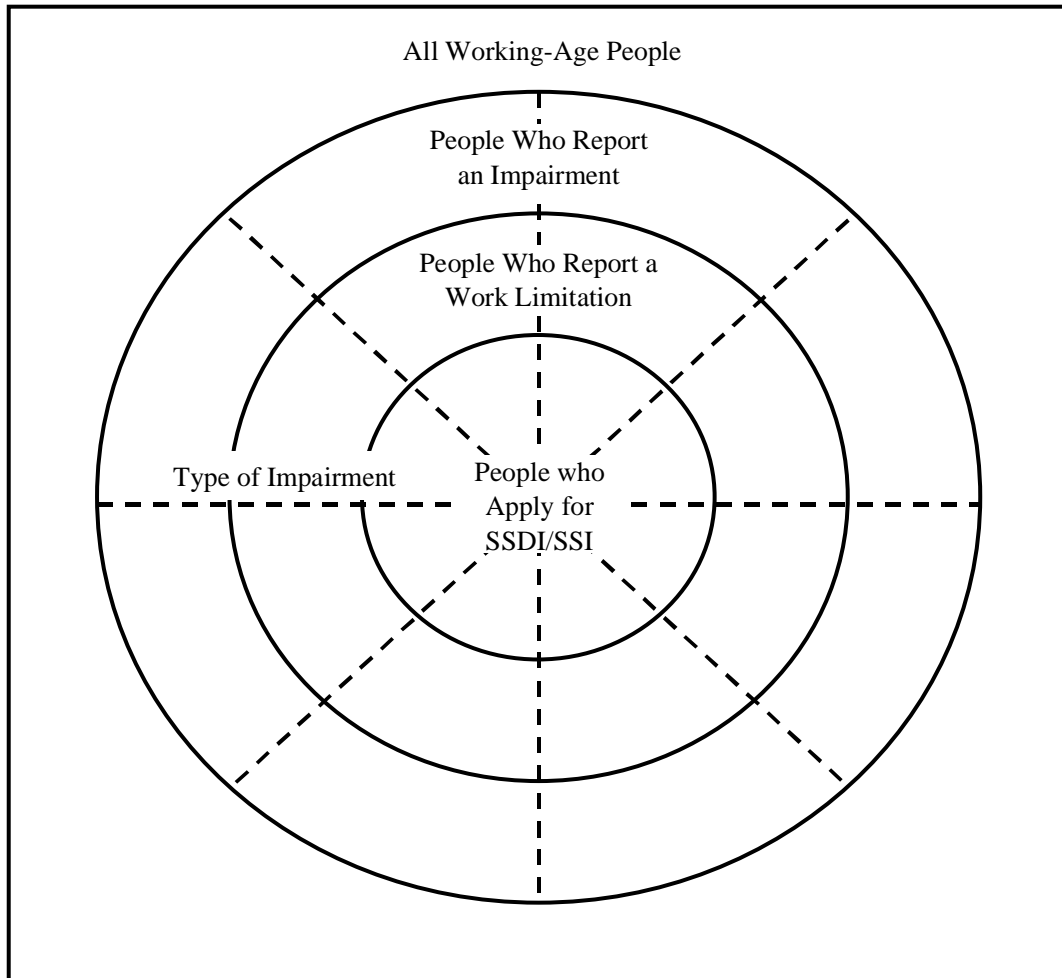 All Working-Age People
People Who Report
an Impairment
People Who Report a
Work Limitation
Type of Impairment
People who
Apply for
SSDI/SSI